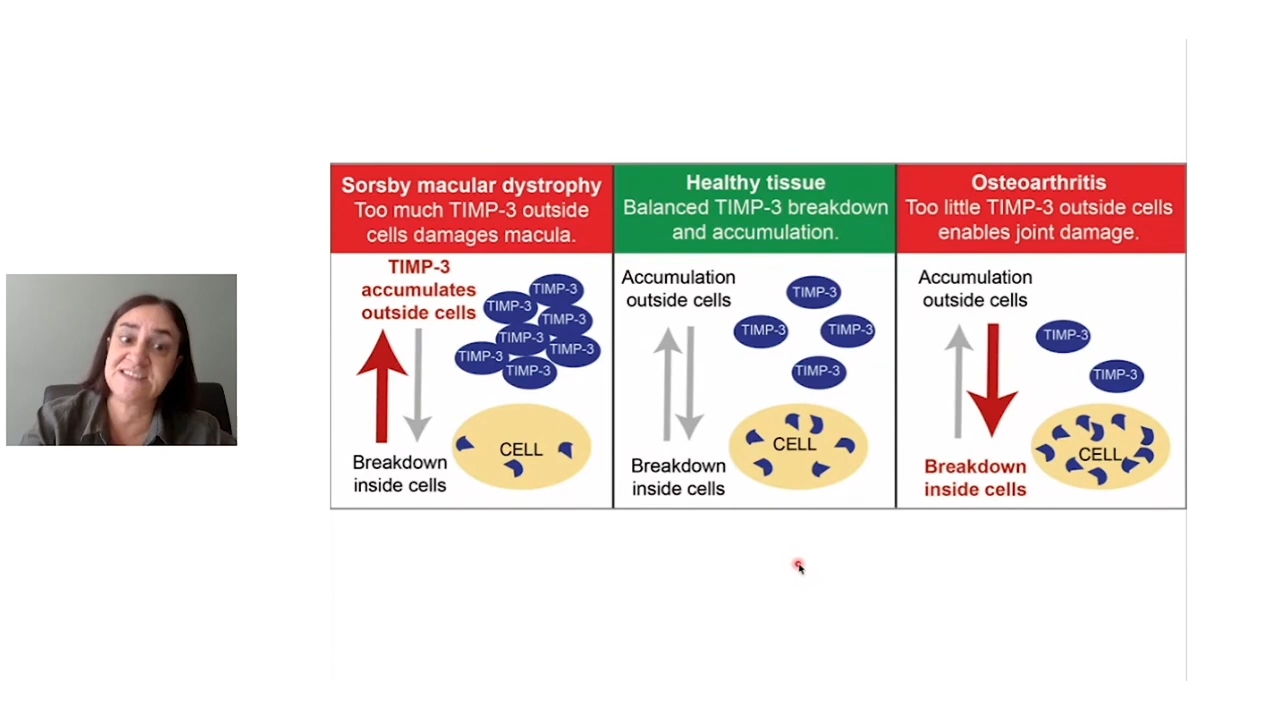 Sorsby macular dystrophy
Too much TIMP-3 outside
cells damages macula.
TIMP-3
accumulates
outside cells
TIMP-3
TIMP-3
TIMP-3
TIMP-3
TIMP-3
TIMP-3
TIMP-3
CELL
Breakdown
inside cells
Healthy tissue
Balanced TIMP-3 breakdown
and accumulation.
Accumulation
outside cells
TIMP-3
TIMP-3
TIMP-3
TIMP-3
CELL
Breakdown
inside cells
Osteoarthritis
Too little TIMP-3 outside cells
enables joint damage.
Accumulation
outside cells
TIMP-3
TIMP-3
CELL
Breakdown
inside cells